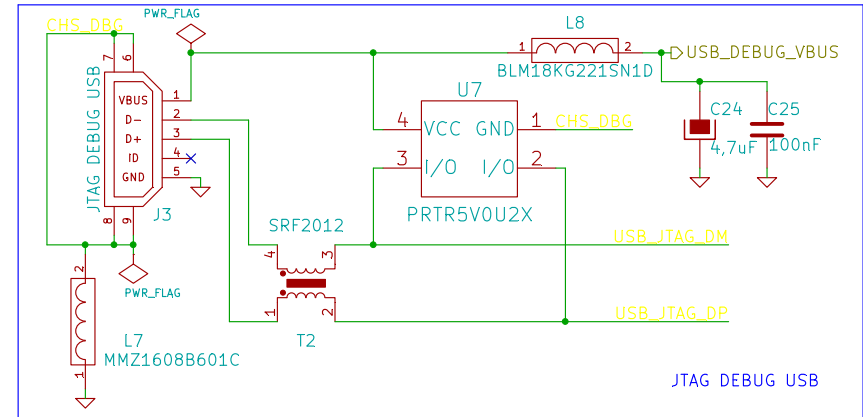 CHS_DBG
PWR_FLAG
L8
1
2
USB_DEBUG_VBUS
BLM18KG221SN1D
7
6
JTAG DEBUG USB
VBUS
1
D-
2
D+
3
ID
4
GND
5
8
9
J3
U7
4
VCC
GND
1
CHS_DBG
3
I/O
I/O
2
PRTR5V0U2X
C24
4,7uF
C25
100nF
SRF2012
4
3
1
2
T2
USB_JTAG_DM
USB_JTAG_DP
PWR_FLAG
2
L7
MMZ1608B601C
1
JTAG DEBUG USB